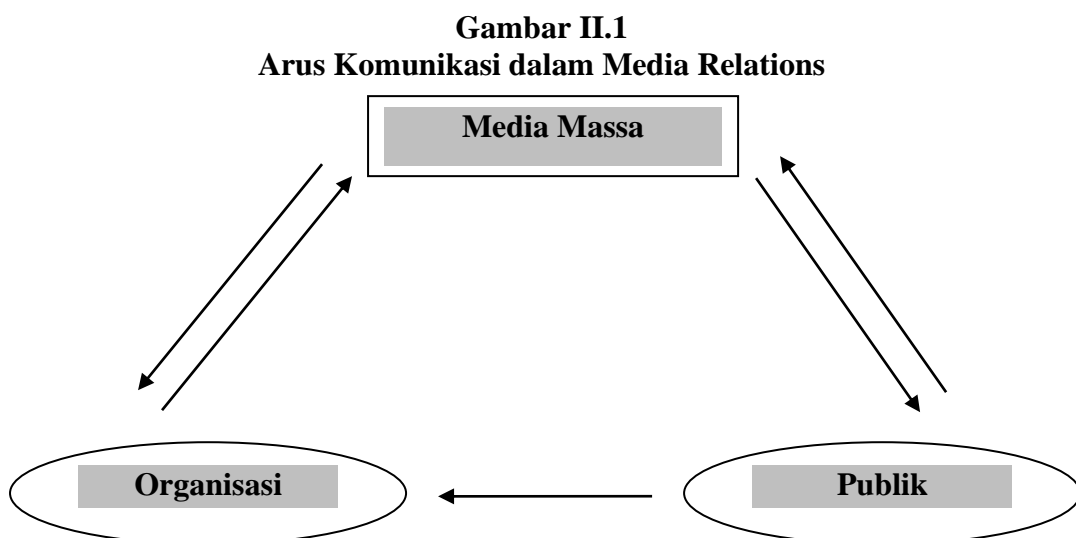 Gambar II.1
Arus Komunikasi dalam Media Relations
Media Massa
Organisasi
Publik